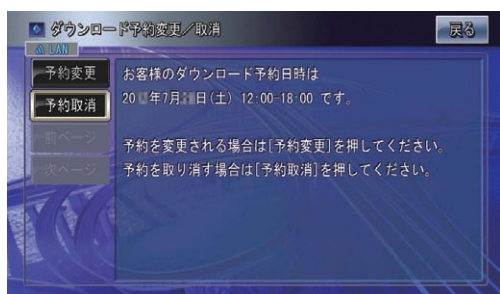 ダウンロード予約変更／取消
戻る
LAN
予約変更
予約取消
前ページ
次ページ
お客様のダウンロード予約日時は
20 年7月 日(土) 12:00-18:00 です。
予約を変更される場合は[予約変更]を押してください。
予約を取り消す場合は[予約取消]を押してください。